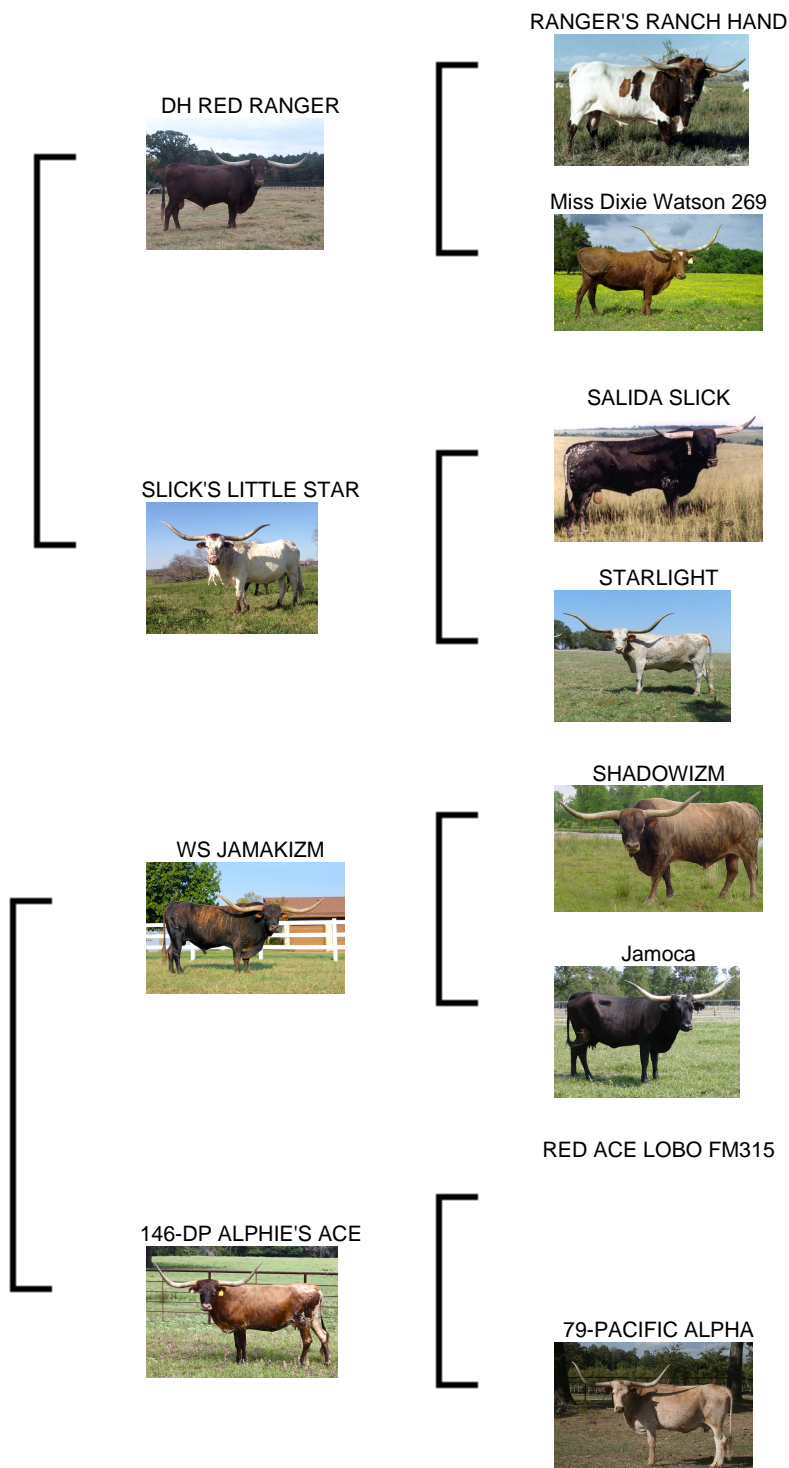 RANGER'S RANCH HAND
DH RED RANGER
Miss Dixie Watson 269
SALIDA SLICK
SLICK'S LITTLE STAR
STARLIGHT
SHADOWIZM
WS JAMAKIZM
Jamoca
RED ACE LOBO FM315
146-DP ALPHIE'S ACE
79-PACIFIC ALPHA